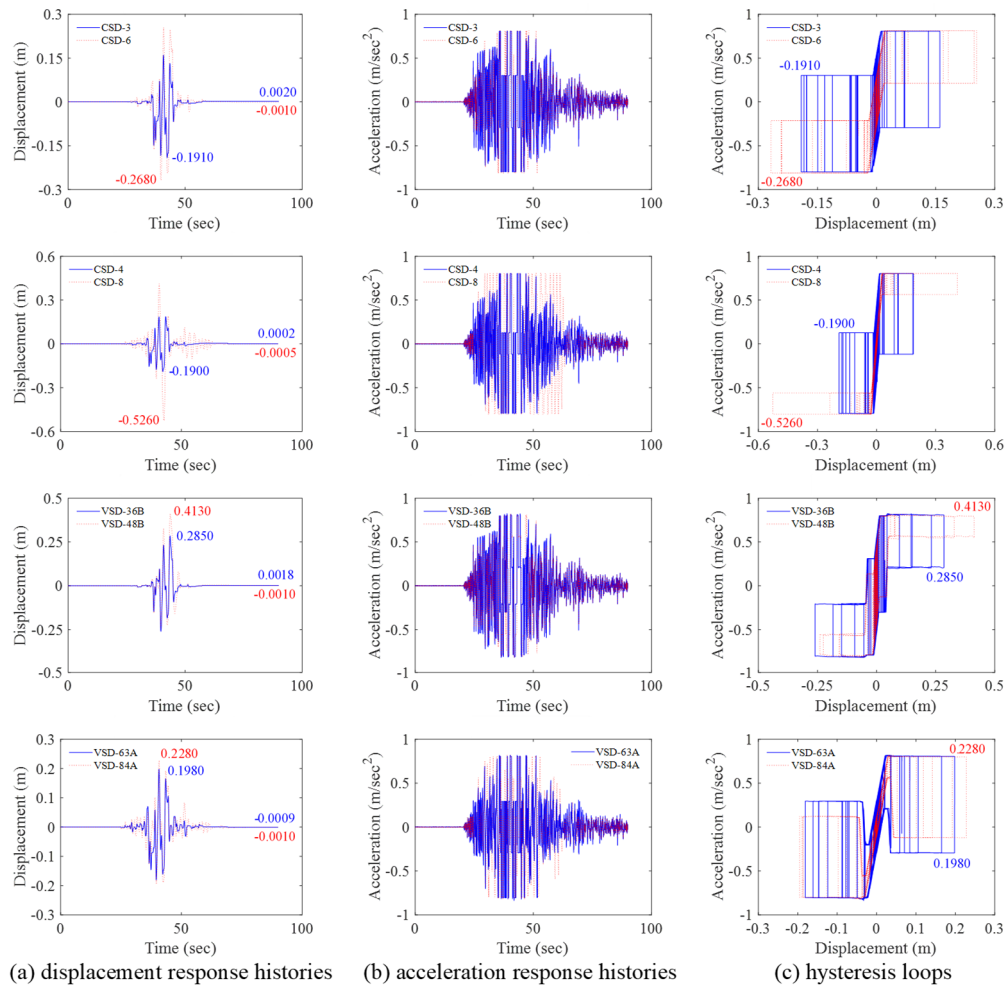 CSD-3
CSD-6
Displacement (m)
0.3
0.15
0
-0.15
-0.3
0.0020
-0.0010
-0.1910
-0.2680
0
50
100
Time (sec)
CSD-3
CSD-6
Acceleration (m/sec2)
1
0.5
0
-0.5
-1
0
50
100
Time (sec)
CSD-3
CSD-6
Acceleration (m/sec2)
1
0.5
0
-0.5
-1
-0.1910
-0.2680
-0.3
-0.15
0
0.15
0.3
Displacement (m)
CSD-4
CSD-8
Displacement (m)
0.6
0.3
0
-0.3
-0.6
0.0002
-0.0005
-0.1900
-0.5260
0
50
100
Time (sec)
CSD-4
CSD-8
Acceleration (m/sec2)
1
0.5
0
-0.5
-1
0
50
100
Time (sec)
CSD-4
CSD-8
Acceleration (m/sec2)
1
0.5
0
-0.5
-1
-0.1900
-0.5260
-0.6
-0.3
0
0.3
0.6
Displacement (m)
VSD-36B
VSD-48B
Displacement (m)
0.5
0.25
0
-0.25
-0.5
0.4130
0.2850
0.0018
-0.0010
0
50
100
Time (sec)
VSD-36B
VSD-48B
Acceleration (m/sec2)
1
0.5
0
-0.5
-1
0
50
100
Time (sec)
VSD-36B
VSD-48B
Acceleration (m/sec2)
1
0.5
0
-0.5
-1
0.4130
0.2850
-0.5
-0.25
0
0.25
0.5
Displacement (m)
VSD-63A
VSD-84A
Displacement (m)
0.3
0.2
0.1
0
-0.1
-0.2
-0.3
0.2280
0.1980
-0.0009
-0.0010
0
50
100
Time (sec)
VSD-63A
VSD-84A
Acceleration (m/sec2)
1
0.5
0
-0.5
-1
0
50
100
Time (sec)
VSD-63A
VSD-84A
Acceleration (m/sec2)
1
0.5
0
-0.5
-1
0.2280
0.1980
-0.3
-0.2
-0.1
0
0.1
0.2
0.3
Displacement (m)
(a) displacement response histories
(b) acceleration response histories
(c) hysteresis loops